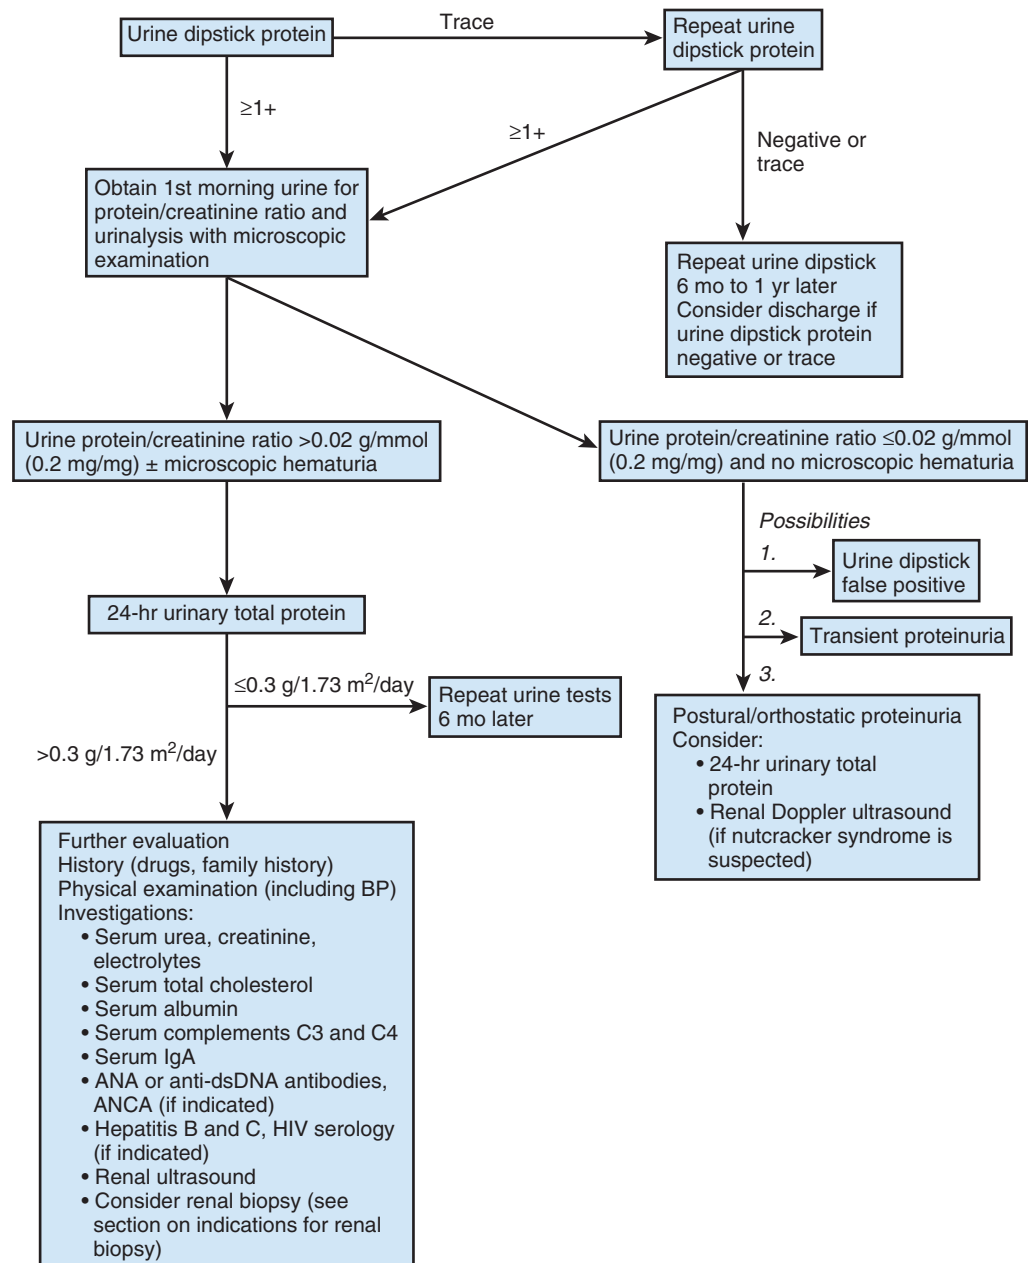 Urine dipstick protein
Trace
Repeat urine
dipstick protein
≥1+
≥1+
Negative or
trace
Obtain 1st morning urine for
protein/creatinine ratio and
urinalysis with microscopic
examination
Repeat urine dipstick
6 mo to 1 yr later
Consider discharge if
urine dipstick protein
negative or trace
Urine protein/creatinine ratio >0.02 g/mmol
(0.2 mg/mg) ± microscopic hematuria
Urine protein/creatinine ratio ≤0.02 g/mmol
(0.2 mg/mg) and no microscopic hematuria
Possibilities
1.
Urine dipstick
false positive
2.
Transient proteinuria
3.
Postural/orthostatic proteinuria
Consider:
• 24-hr urinary total
protein
• Renal Doppler ultrasound
(if nutcracker syndrome is
suspected)
24-hr urinary total protein
≤0.3 g/1.73 m²/day
Repeat urine tests
6 mo later
>0.3 g/1.73 m²/day
Further evaluation
History (drugs, family history)
Physical examination (including BP)
Investigations:
• Serum urea, creatinine,
electrolytes
• Serum total cholesterol
• Serum albumin
• Serum complements C3 and C4
• Serum IgA
• ANA or anti-dsDNA antibodies,
ANCA (if indicated)
• Hepatitis B and C, HIV serology
(if indicated)
• Renal ultrasound
• Consider renal biopsy (see
section on indications for renal
biopsy)